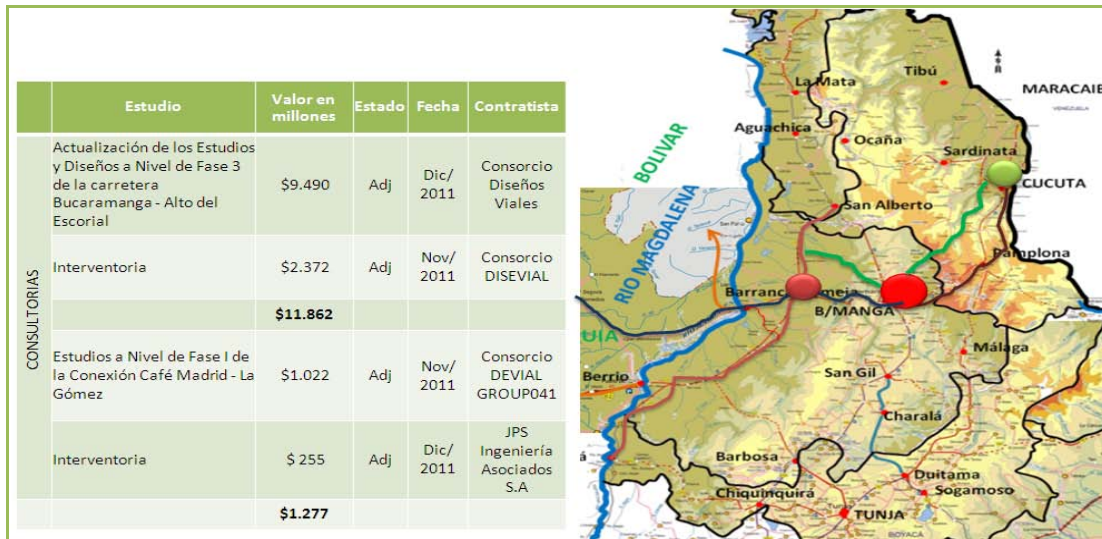 Estudio
Valor en
millones
Estado
Fecha
Contratista
CONSULTORIAS
Actualización de los Estudios
y Diseños a Nivel de Fase 3
de la carretera
Bucaramanga - Alto del
Escorial
$9.490
Adj
Dic/
2011
Consorcio
Diseños
Viales
Interventoria
$2.372
Adj
Nov/
2011
Consorcio
DISEVIAL
$11.862
Estudios a Nivel de Fase I de
la Conexión Café Madrid - La
Gómez
$1.022
Adj
Nov/
2011
Consorcio
DEVIAL
GROUP041
Interventoria
$ 255
Adj
Dic/
2011
JPS
Ingeniería
Asociados
S.A
$1.277
La Mata
Tibú
MARACAIB
VENEZUELA
Aguachica
Ocaña
Sardinata
BOLIVAR
CUCUTA
San Alberto
RIO MAGDALENA
Pamplona
Barranc meja
B/MANGA
UIA
Málaga
Berrio
San Gil
Charalá
á
Barbosa
Duitama
Sogamoso
Chiquinquirá
TUNJA
BOYACÁ